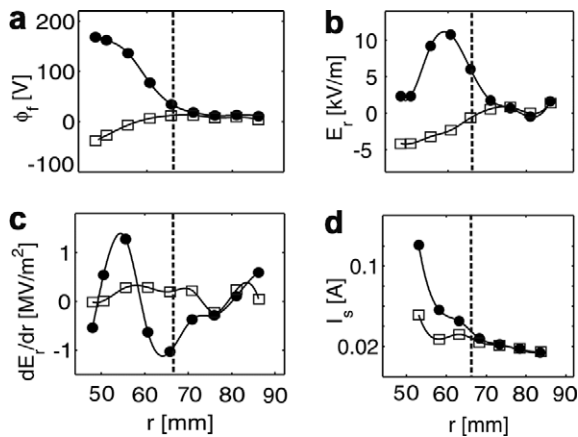 a
b
200
100
0
-100
ϕf [V]
10
5
0
-5
Er [kV/m]
c
d
1
0
-1
dEr/dr [MV/m²]
0.1
0.02
Is [A]
50 60 70 80 90
60 70 80 90
r [mm]
r [mm]